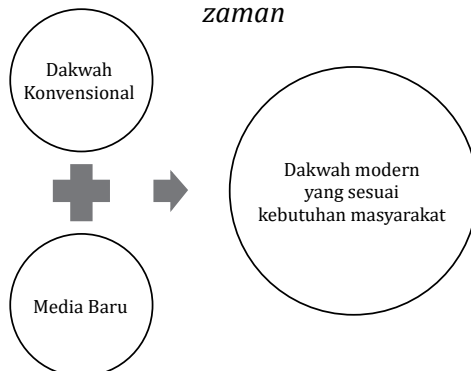 zaman
Dakwah
Konvensional
Dakwah modern
yang sesuai
kebutuhan masyarakat
Media Baru